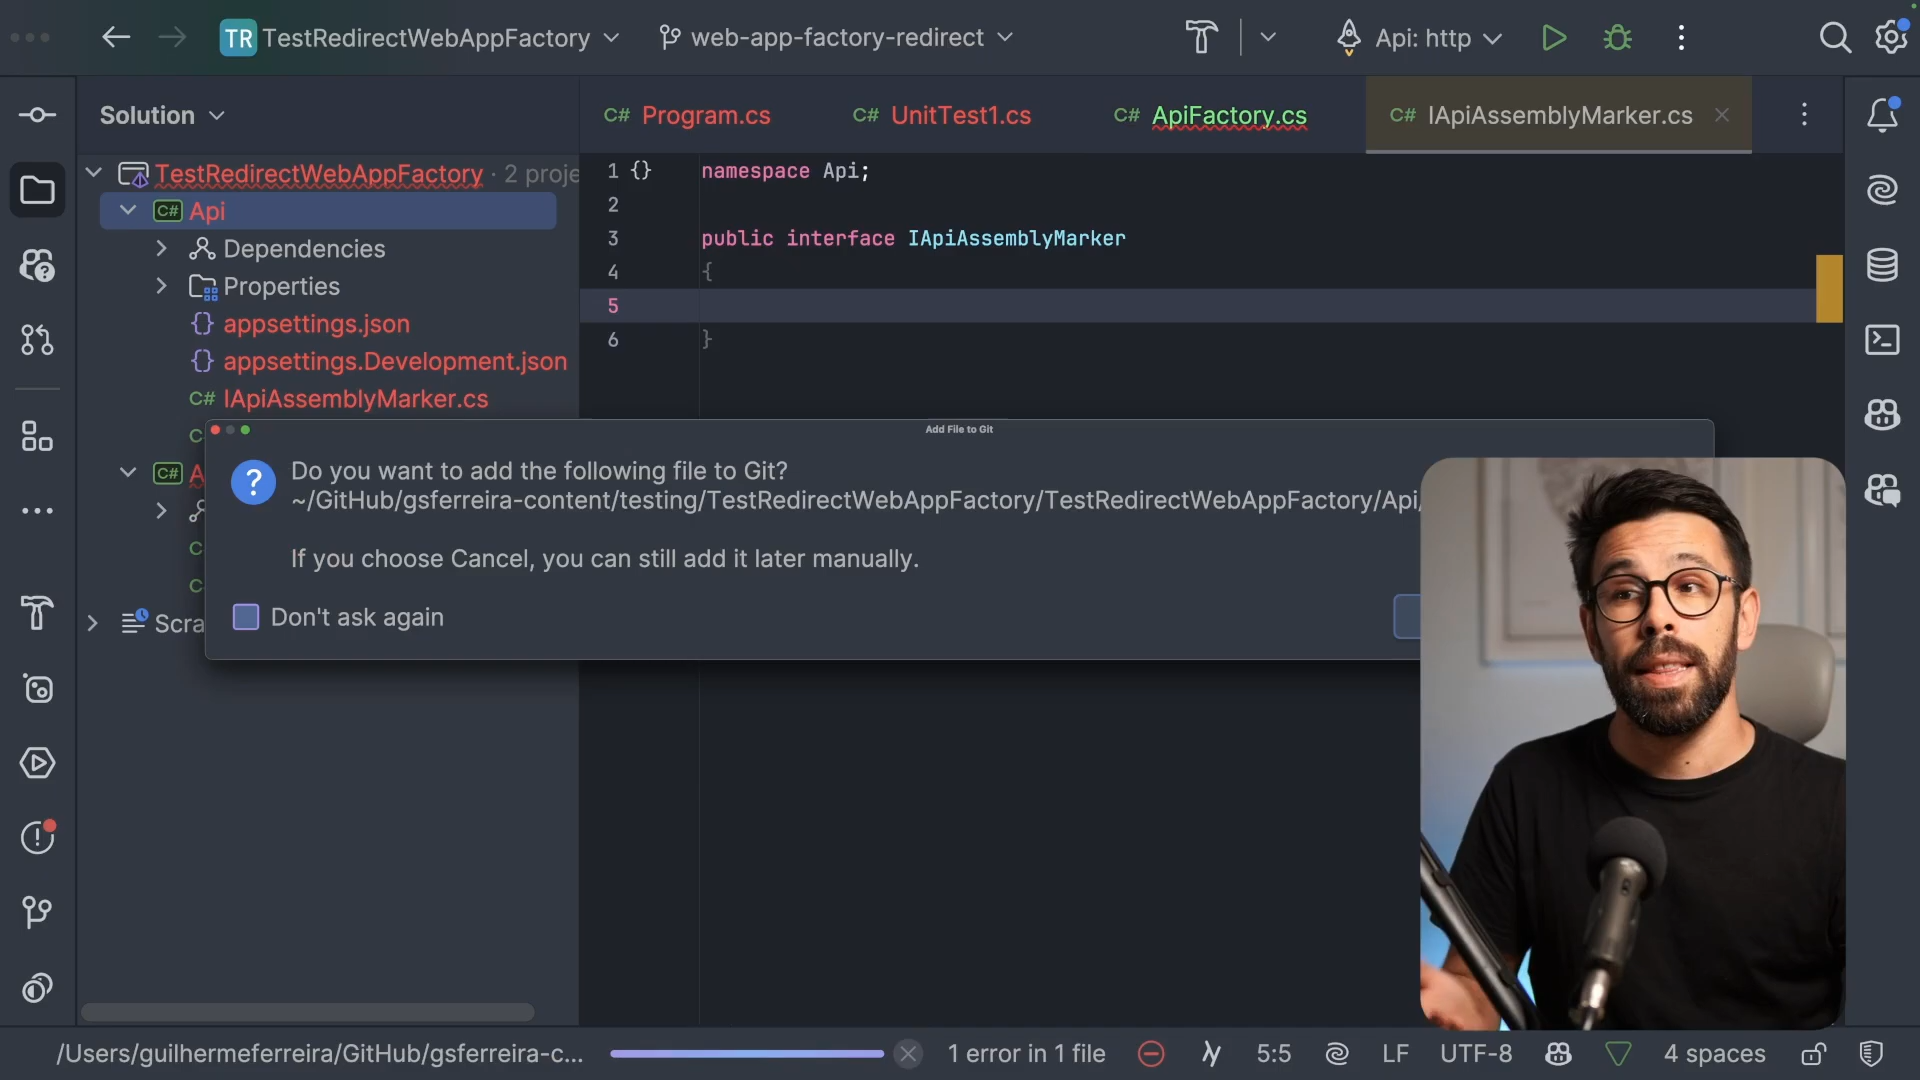 TR TestRedirectWebAppFactory
web-app-factory-redirect
Api: http
Solution
C# Program.cs
C# UnitTest1.cs
C# ApiFactory.cs
C# IApiAssemblyMarker.cs
TestRedirectWebAppFactory · 2 proje
C# Api
Dependencies
Properties
{} appsettings.json
{} appsettings.Development.json
C# IApiAssemblyMarker.cs
C# A
Scra
1 {} namespace Api;
2
3 public interface IApiAssemblyMarker
4 {
5
6 }
Add File to Git
Do you want to add the following file to Git?
~/GitHub/gsferreira-content/testing/TestRedirectWebAppFactory/TestRedirectWebAppFactory/Api/
If you choose Cancel, you can still add it later manually.
Don't ask again
/Users/guilhermeferreira/GitHub/gsferreira-c...
1 error in 1 file
5:5
LF
UTF-8
4 spaces